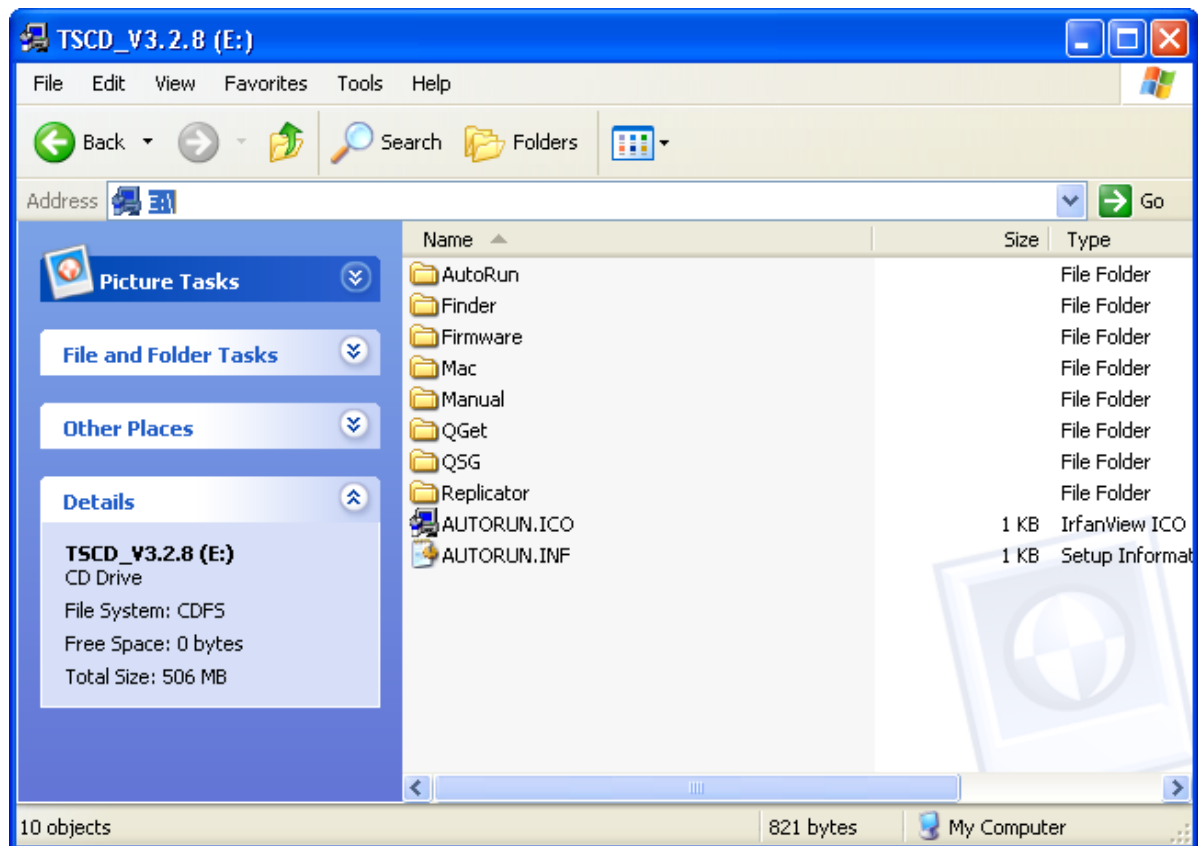 TSCD_V3.2.8 (E:)
File Edit View Favorites Tools Help
Back Search Folders
Address E:\ Go
Picture Tasks
File and Folder Tasks
Other Places
Details
TSCD_V3.2.8 (E:)
CD Drive
File System: CDFS
Free Space: 0 bytes
Total Size: 506 MB
Name Size Type
AutoRun File Folder
Finder File Folder
Firmware File Folder
Mac File Folder
Manual File Folder
QGet File Folder
QSG File Folder
Replicator File Folder
AUTORUN.ICO 1 KB IrfanView ICO
AUTORUN.INF 1 KB Setup Informat
10 objects 821 bytes My Computer